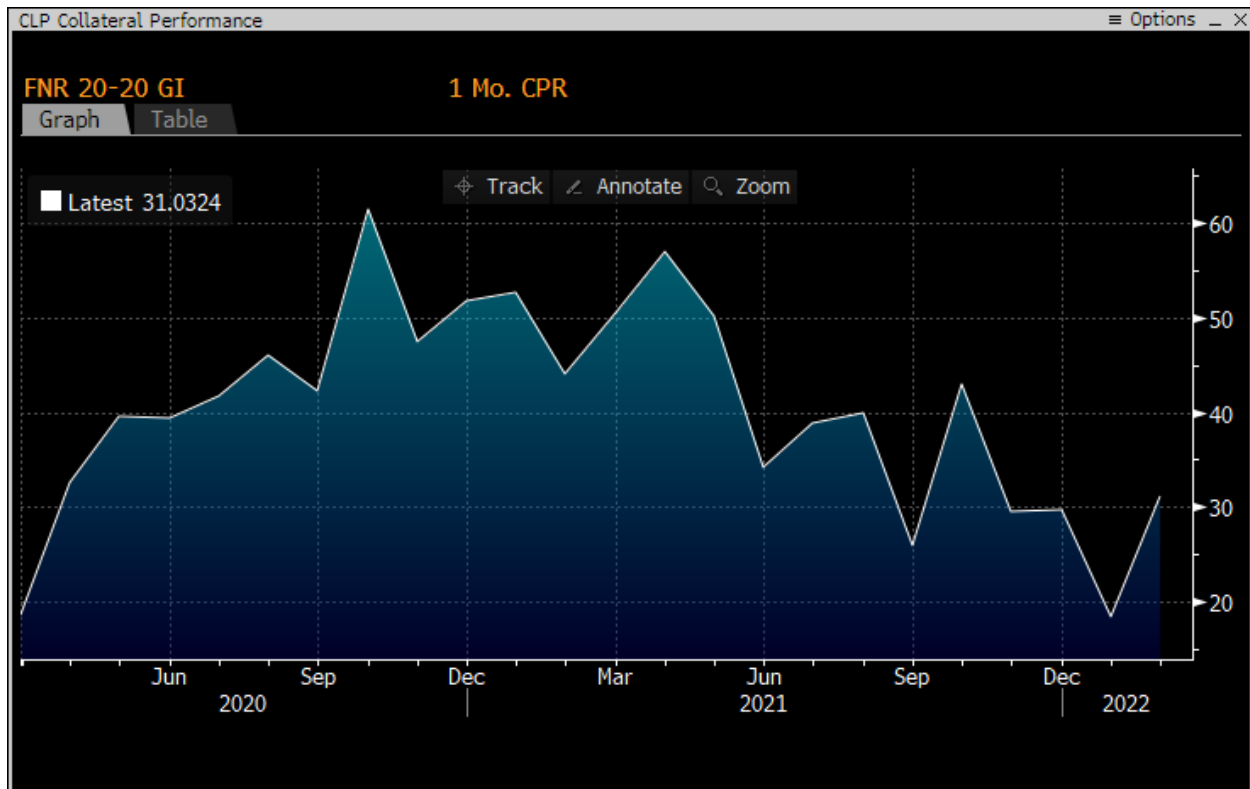 CLP Collateral Performance ≡ Options _ ×
FNR 20-20 GI 1 Mo. CPR
Graph Table
Track Annotate Zoom
Latest 31.0324
60
50
40
30
20
Jun Sep Dec Mar Jun Sep Dec
2020 2021 2022